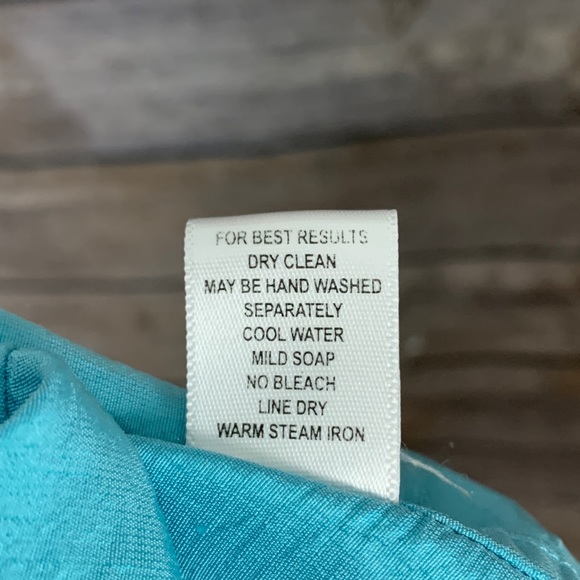 FOR BEST RESULTS
DRY CLEAN
MAY BE HAND WASHED
SEPARATELY
COOL WATER
MILD SOAP
NO BLEACH
LINE DRY
WARM STEAM IRON